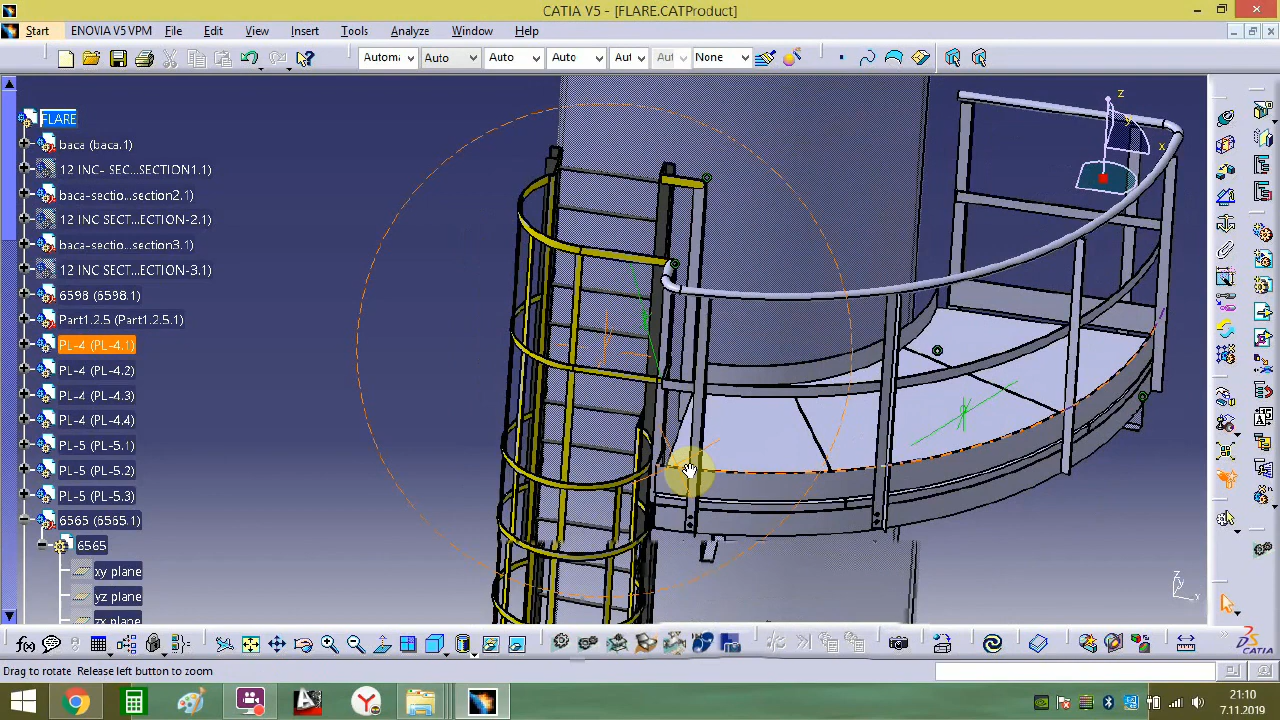 CATIA V5 - [FLARE.CATProduct]
Start ENOVIA V5 VPM File Edit View Insert Tools Analyze Window Help
Automa Auto Auto Auto Aut Aut None
FLARE
baca (baca.1)
12 INC- SEC...SECTION1.1)
baca-sectio...section2.1)
12 INC SECT...ECTION-2.1)
baca-sectio...section3.1)
12 INC SECT...ECTION-3.1)
6598 (6598.1)
Part1.2.5 (Part1.2.5.1)
PL-4 (PL-4.1)
PL-4 (PL-4.2)
PL-4 (PL-4.3)
PL-4 (PL-4.4)
PL-5 (PL-5.1)
PL-5 (PL-5.2)
PL-5 (PL-5.3)
6565 (6565.1)
6565
xy plane
yz plane
zx plane
z
y
x
z
y
x
f(x)
CATIA
Drag to rotate Release left button to zoom
21:10
7.11.2019